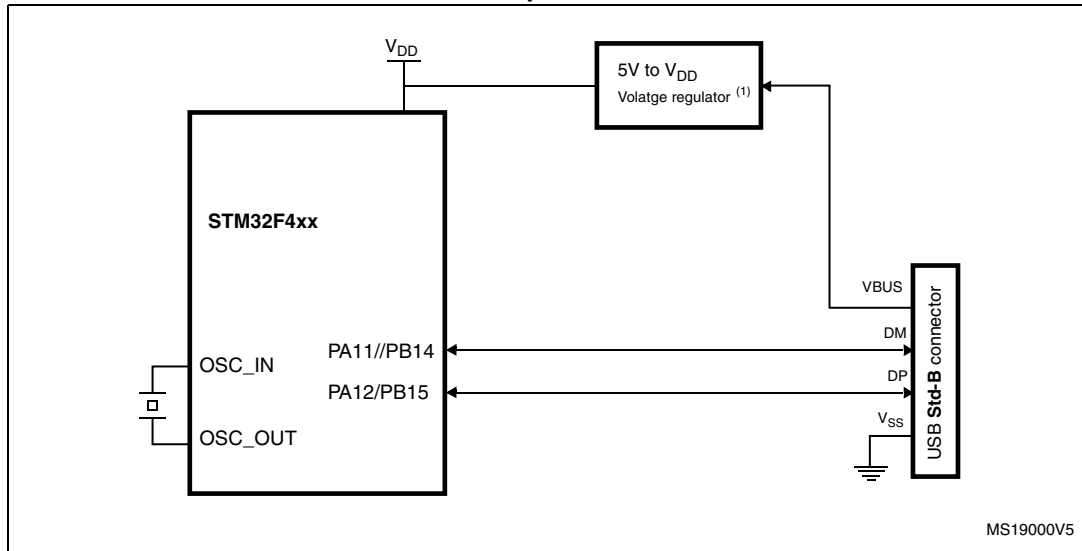 VDD
5V to VDD
Volatge regulator (1)
STM32F4xx
VBUS
DM
PA11//PB14
OSC_IN
DP
PA12/PB15
VSS
OSC_OUT
USB Std-B connector
MS19000V5